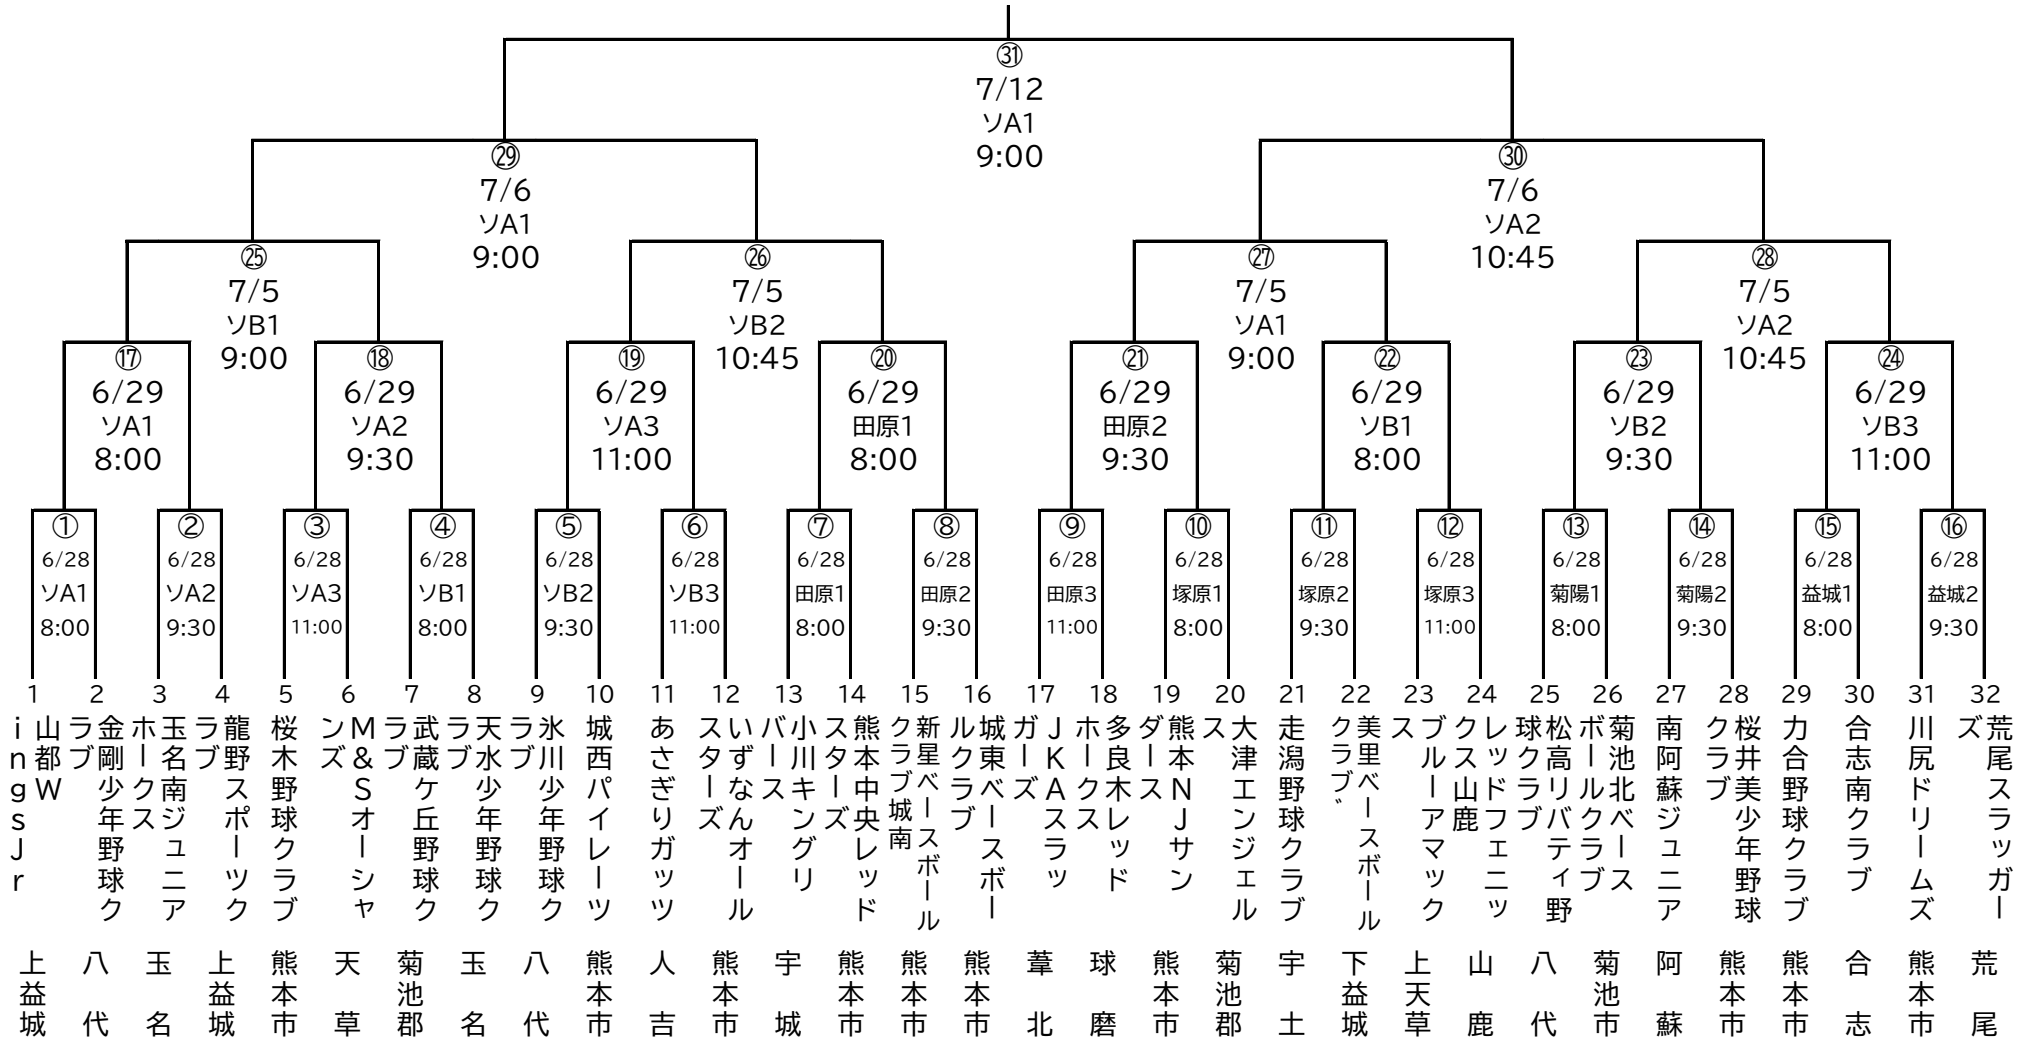 ㉛
7/12
ソA1
9:00
㉙
7/6
ソA1
9:00
㉚
7/6
ソA2
10:45
㉕
7/5
ソB1
9:00
㉖
7/5
ソB2
10:45
㉗
7/5
ソA1
9:00
㉘
7/5
ソA2
10:45
⑰
6/29
ソA1
8:00
⑱
6/29
ソA2
9:30
⑲
6/29
ソA3
11:00
⑳
6/29
田原1
8:00
㉑
6/29
田原2
9:30
㉒
6/29
ソB1
8:00
㉓
6/29
ソB2
9:30
㉔
6/29
ソB3
11:00
①
6/28
ソA1
8:00
②
6/28
ソA2
9:30
③
6/28
ソA3
11:00
④
6/28
ソB1
8:00
⑤
6/28
ソB2
9:30
⑥
6/28
ソB3
11:00
⑦
6/28
田原1
8:00
⑧
6/28
田原2
9:30
⑨
6/28
田原3
11:00
⑩
6/28
塚原1
8:00
⑪
6/28
塚原2
9:30
⑫
6/28
塚原3
11:00
⑬
6/28
菊陽1
8:00
⑭
6/28
菊陽2
9:30
⑮
6/28
益城1
8:00
⑯
6/28
益城2
9:30
1
山都W
ingsJr
上益城
2
金剛少年野球ク
ラブ
八代
3
玉名南ジュニア
ホークス
玉名
4
龍野スポーツク
ラブ
上益城
5
桜木野球クラブ
熊本市
6
M&Sオーシャ
ンズ
天草
7
武蔵ケ丘野球ク
ラブ
菊池郡
8
天水少年野球ク
ラブ
玉名
9
氷川少年野球ク
ラブ
八代
10
城西パイレーツ
熊本市
11
あさぎりガッツ
人吉
12
いずなんオール
スターズ
熊本市
13
小川キングリ
バース
宇城
14
熊本中央レッド
スターズ
熊本市
15
新星ベースボール
クラブ城南
熊本市
16
城東ベースボー
ルクラブ
熊本市
17
JKAスラッ
ガーズ
葦北
18
多良木レッド
ホークス
球磨
19
熊本NJサン
ダース
熊本市
20
大津エンジェル
ス
菊池郡
21
走潟野球クラブ
宇土
22
美里ベースボール
クラブ゛
下益城
23
ブルーアマック
ス
上天草
24
レッドフェニッ
クス山鹿
山鹿
25
松高リバティ野
球クラブ
八代
26
菊池北ベース
ボールクラブ
菊池市
27
南阿蘇ジュニア
阿蘇
28
桜井美少年野球
クラブ
熊本市
29
力合野球クラブ
熊本市
30
合志南クラブ
合志
31
川尻ドリームズ
熊本市
32
荒尾スラッガー
ズ
荒尾